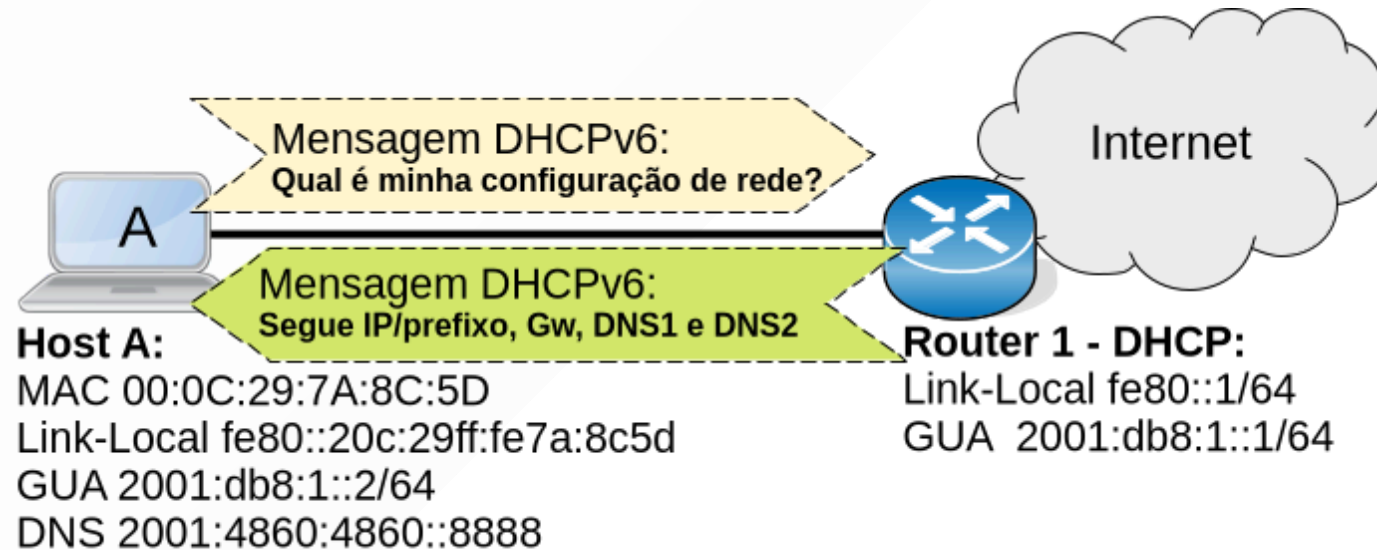 Mensagem DHCPv6:
Qual é minha configuração de rede?
Internet
A
Mensagem DHCPv6:
Segue IP/prefixo, Gw, DNS1 e DNS2
Host A:
MAC 00:0C:29:7A:8C:5D
Link-Local fe80::20c:29ff:fe7a:8c5d
GUA 2001:db8:1::2/64
DNS 2001:4860:4860::8888
Router 1 - DHCP:
Link-Local fe80::1/64
GUA 2001:db8:1::1/64